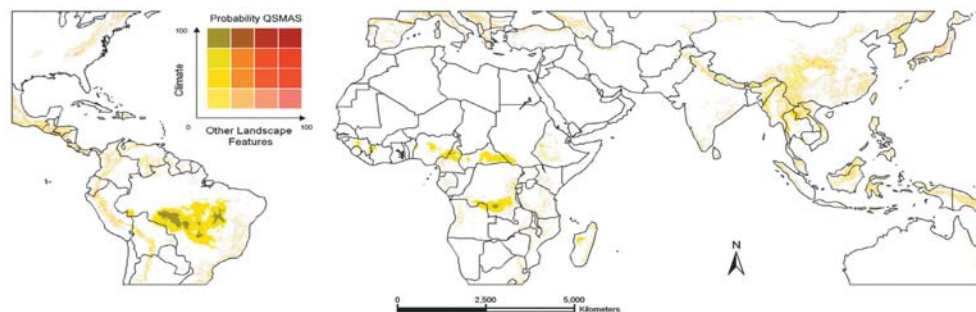 Probability QSMAS
100
Climate
0
Other Landscape
Features
100
N
0
2,500
5,000
Kilometers